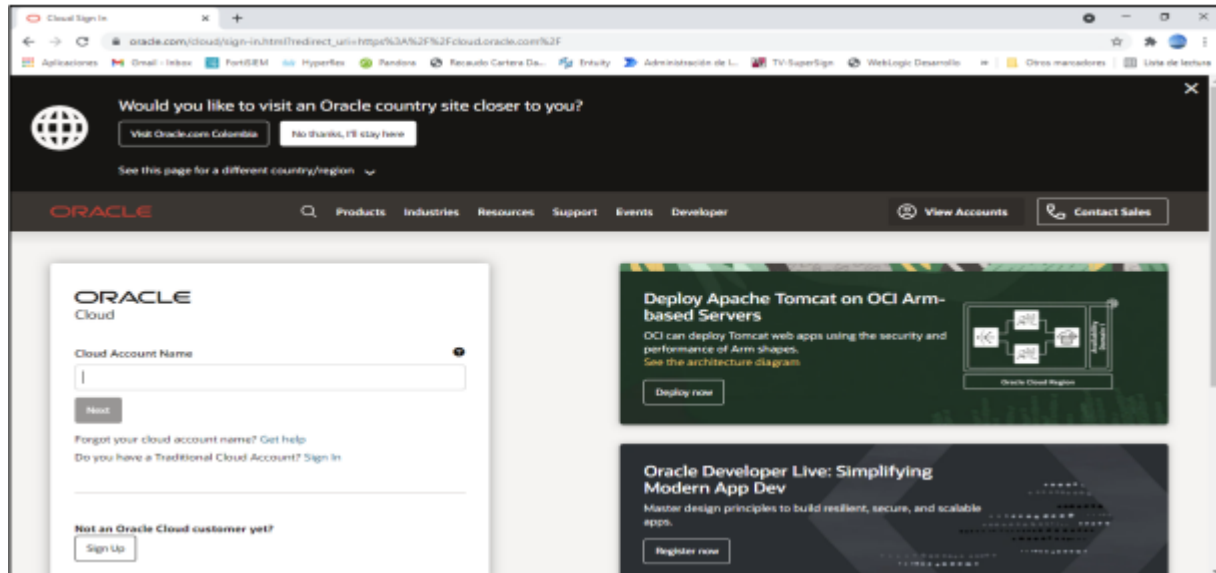 Cloud Sign In
oracle.com/cloud/sign-in.html?redirect_uri=https%3A%2F%2Fcloud.oracle.com%2F
Aplicaciones Gmail - Inbox FortiSIEM Hyperflex Pandora Recaudo Cartera Da... Entuity Administración de L... TV-SuperSign WebLogic Desarrollo » Otros marcadores Lista de lectura
Would you like to visit an Oracle country site closer to you?
Visit Oracle.com Colombia No thanks, I'll stay here
See this page for a different country/region
ORACLE Products Industries Resources Support Events Developer View Accounts Contact Sales
ORACLE
Cloud
Cloud Account Name
Next
Forgot your cloud account name? Get help
Do you have a Traditional Cloud Account? Sign In
Not an Oracle Cloud customer yet?
Sign Up
Deploy Apache Tomcat on OCI Arm-
based Servers
OCI can deploy Tomcat web apps using the security and
performance of Arm shapes.
See the architecture diagram
Deploy now
Availability
Domain 1
Oracle Cloud Region
Oracle Developer Live: Simplifying
Modern App Dev
Master design principles to build resilient, secure, and scalable
apps.
Register now